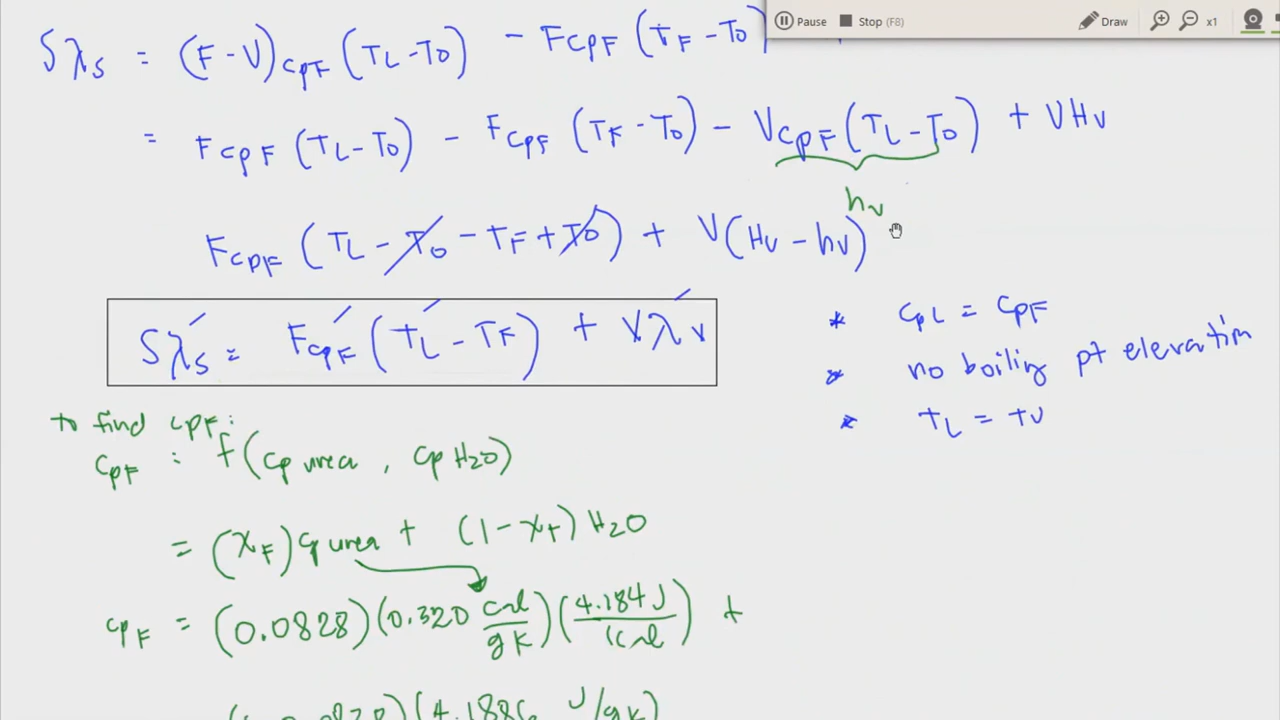 Pause Stop (F8) Draw x1
Sλs = (F - V)cpF (TL - To) - FcpF (TF - To)
= FcpF (TL - To) - FcpF (TF - To) - VcpF (TL - To) + VHv
hv
FcpF (TL - To - TF + To) + V(Hv - hv)
Sλs = FcpF (TL - TF) + Vλv
* cpL = cpF
* no boiling pt elevation
* TL = TV
to find cpF:
cpF : f(cp urea , cp H2O)
= (xF) cp urea + (1 - xF) H2O
cpF = (0.0828)(0.320 cal/gK)(4.184J/1cal) +
J/gK)